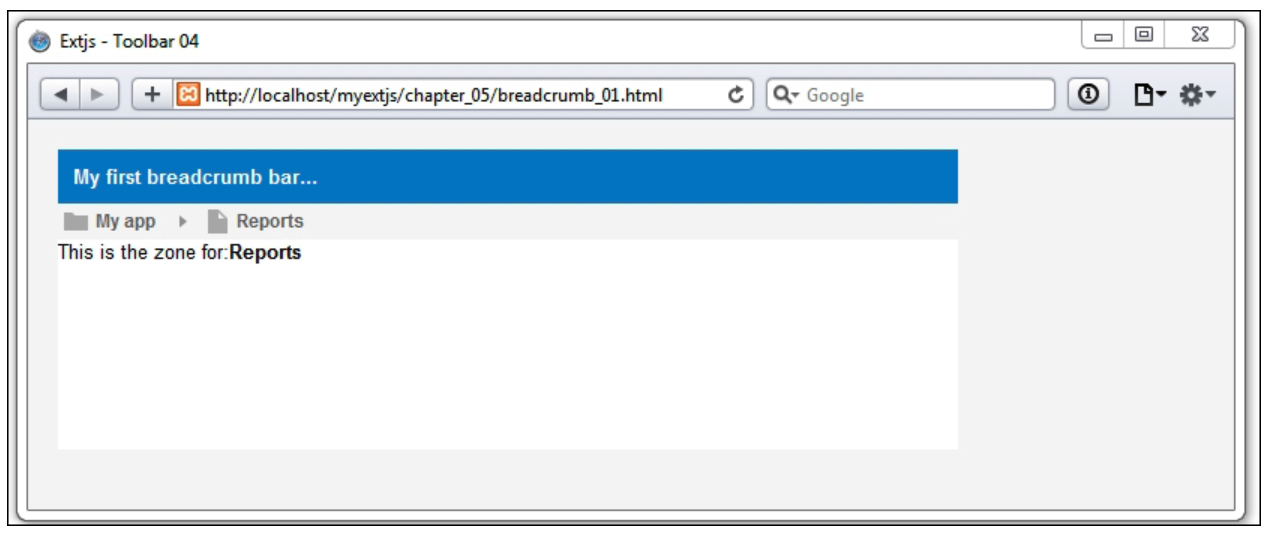 Extjs - Toolbar 04
http://localhost/myextjs/chapter_05/breadcrumb_01.html
Google
My first breadcrumb bar...
My app Reports
This is the zone for:Reports